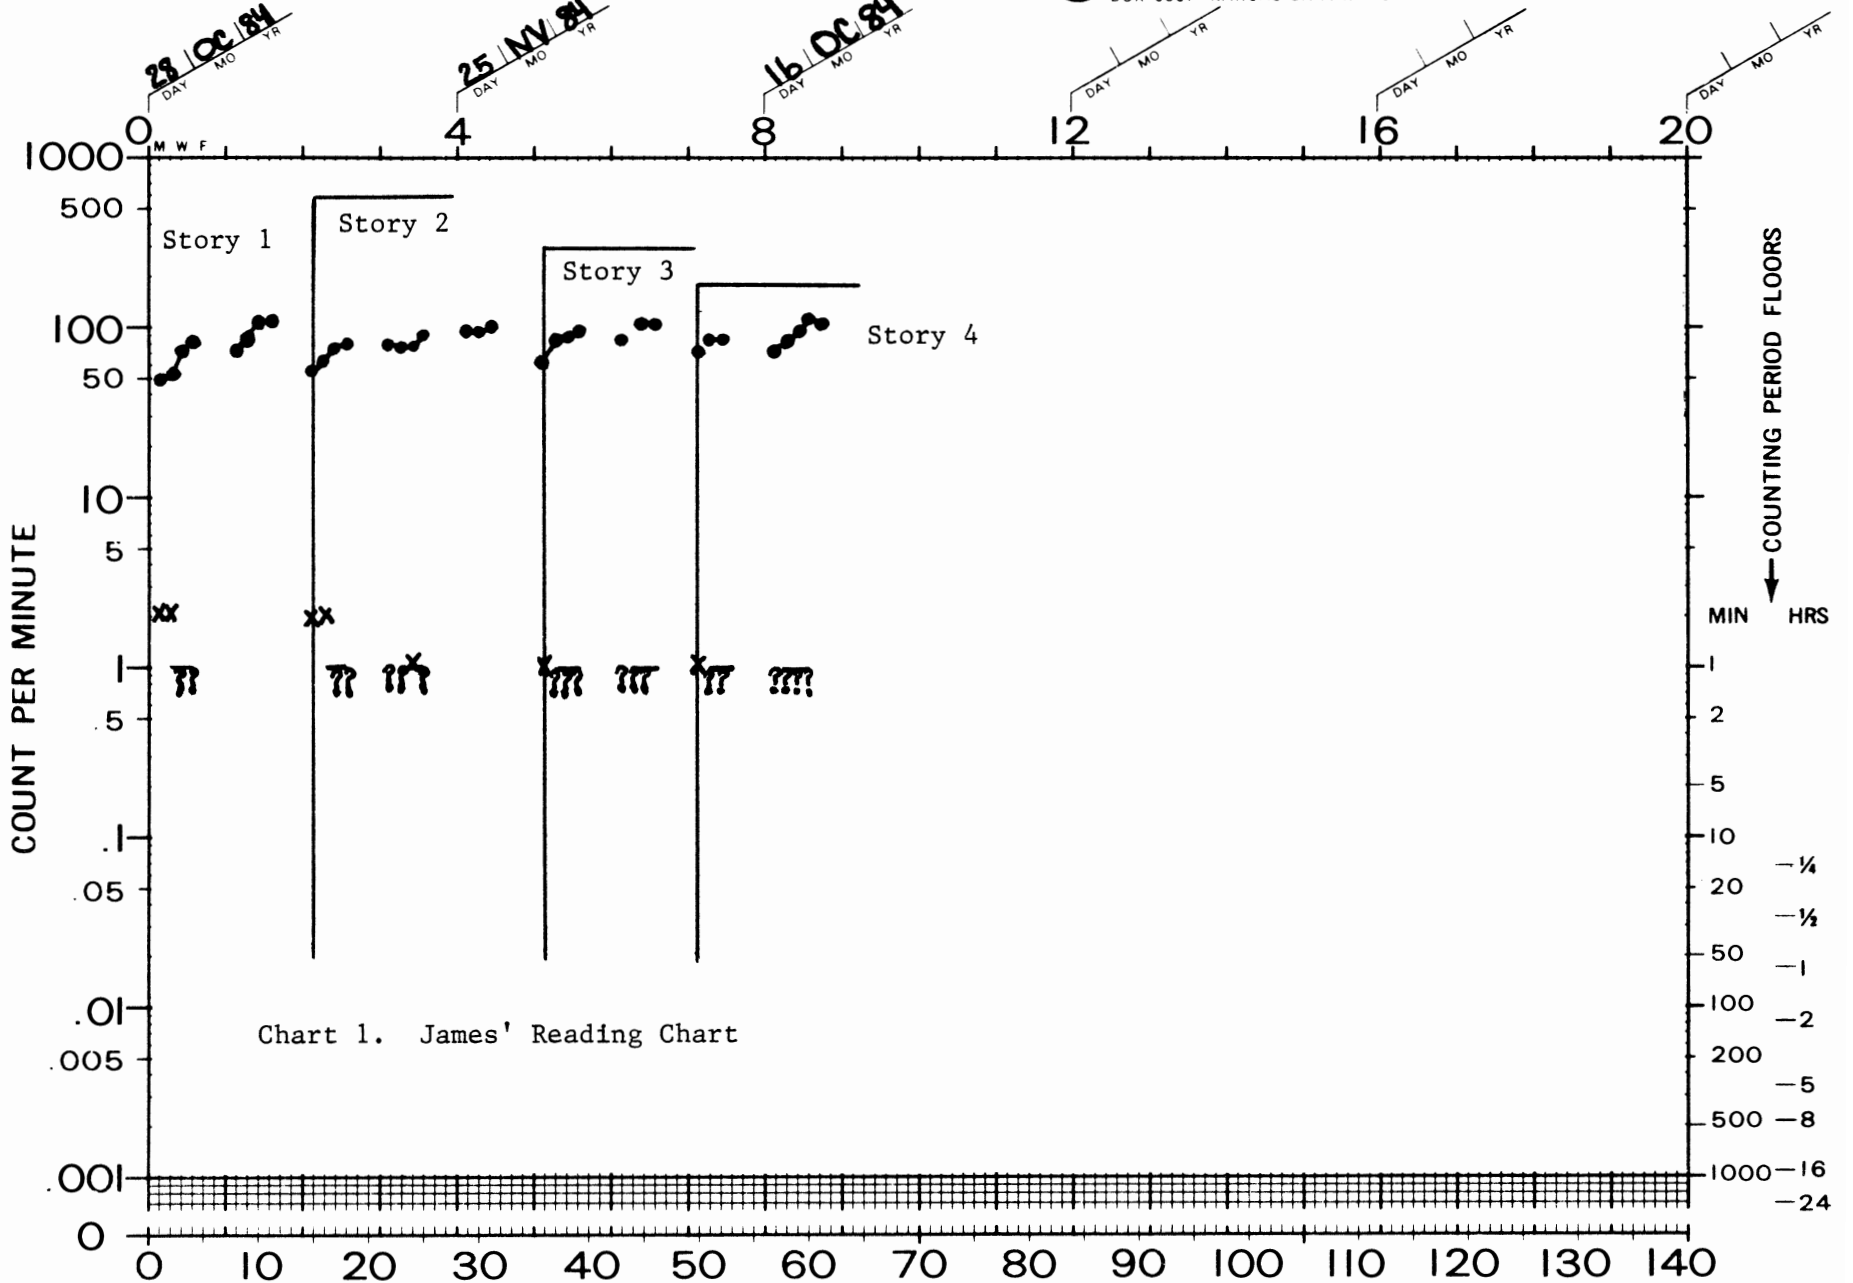 28 OC 84 25 NV 84 16 DC 84
DAY MO YR DAY MO YR DAY MO YR DAY MO YR DAY MO YR DAY MO YR
0 4 8 12 16 20
M W F
1000
500
100
50
10
5
1
.5
.1
.05
.01
.005
.001
0
COUNT PER MINUTE
Story 1
Story 2
Story 3
Story 4
Chart 1. James' Reading Chart
COUNTING PERIOD FLOORS
MIN HRS
1
2
5
10
1/4
20
1/2
50
1
100
2
200
5
500 8
1000 16
24
0 10 20 30 40 50 60 70 80 90 100 110 120 130 140